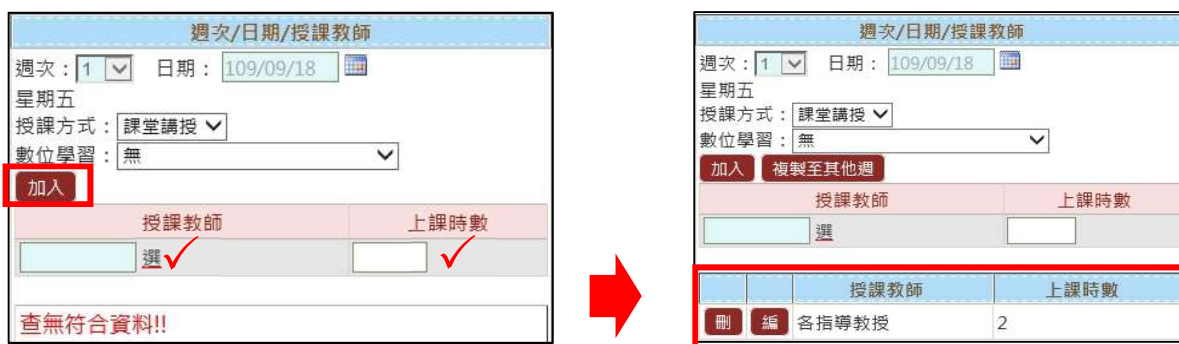 週次/日期/授課教師
週次：1 日期：109/09/18
星期五
授課方式：課堂講授
數位學習：無
加入
授課教師 上課時數
選
查無符合資料!!
週次/日期/授課教師
週次：1 日期：109/09/18
星期五
授課方式：課堂講授
數位學習：無
加入 複製至其他週
授課教師 上課時數
選
授課教師 上課時數
刪 編 各指導教授 2